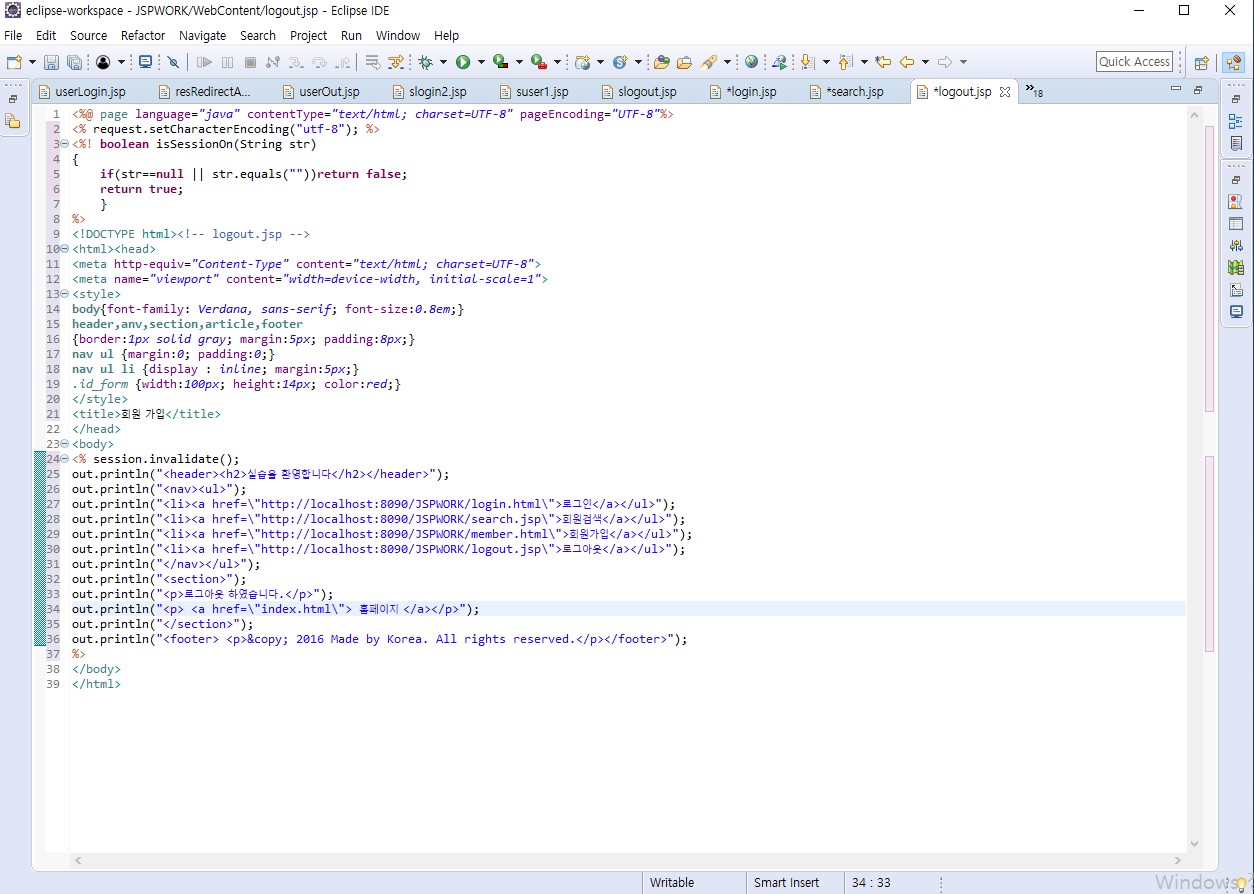 eclipse-workspace - JSPWORK/WebContent/logout.jsp - Eclipse IDE
File Edit Source Refactor Navigate Search Project Run Window Help
Quick Access
userLogin.jsp resRedirectA... userOut.jsp slogin2.jsp suser1.jsp slogout.jsp *login.jsp *search.jsp *logout.jsp »18
1 <%@ page language="java" contentType="text/html; charset=UTF-8" pageEncoding="UTF-8"%>
2 <% request.setCharacterEncoding("utf-8"); %>
3 <%! boolean isSessionOn(String str)
4 {
5 if(str==null || str.equals(""))return false;
6 return true;
7 }
8 %>
9 <!DOCTYPE html><!-- logout.jsp -->
10 <html><head>
11 <meta http-equiv="Content-Type" content="text/html; charset=UTF-8">
12 <meta name="viewport" content="width=device-width, initial-scale=1">
13 <style>
14 body{font-family: Verdana, sans-serif; font-size:0.8em;}
15 header,anv,section,article,footer
16 {border:1px solid gray; margin:5px; padding:8px;}
17 nav ul {margin:0; padding:0;}
18 nav ul li {display : inline; margin:5px;}
19 .id_form {width:100px; height:14px; color:red;}
20 </style>
21 <title>회원 가입</title>
22 </head>
23 <body>
24 <% session.invalidate();
25 out.println("<header><h2>실습을 환영합니다</h2></header>");
26 out.println("<nav><ul>");
27 out.println("<li><a href=\"http://localhost:8090/JSPWORK/login.html\">로그인</a></ul>");
28 out.println("<li><a href=\"http://localhost:8090/JSPWORK/search.jsp\">회원검색</a></ul>");
29 out.println("<li><a href=\"http://localhost:8090/JSPWORK/member.html\">회원가입</a></ul>");
30 out.println("<li><a href=\"http://localhost:8090/JSPWORK/logout.jsp\">로그아웃</a></ul>");
31 out.println("</nav></ul>");
32 out.println("<section>");
33 out.println("<p>로그아웃 하였습니다.</p>");
34 out.println("<p> <a href=\"index.html\"> 홈페이지 </a></p>");
35 out.println("</section>");
36 out.println("<footer> <p>&copy; 2016 Made by Korea. All rights reserved.</p></footer>");
37 %>
38 </body>
39 </html>
Writable Smart Insert 34 : 33
Windows